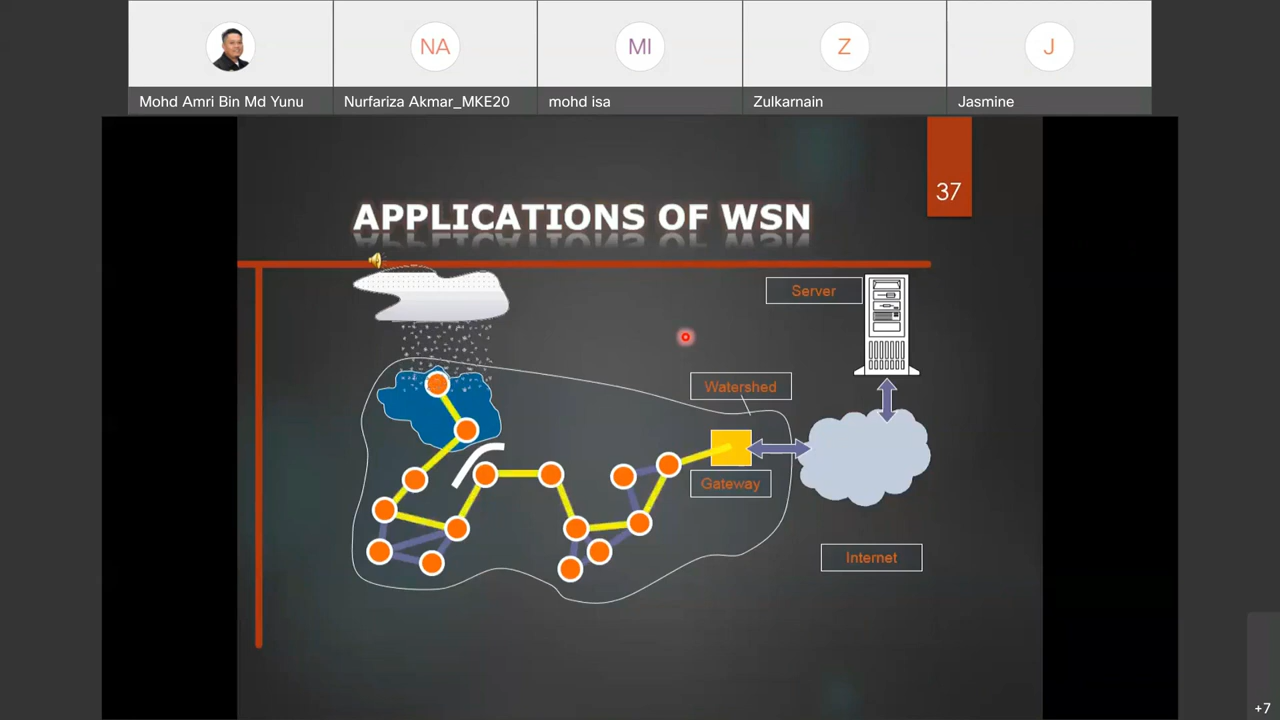 NA
MI
Z
J
Mohd Amri Bin Md Yunu
Nurfariza Akmar_MKE20
mohd isa
Zulkarnain
Jasmine
37
APPLICATIONS OF WSN
Server
Watershed
Gateway
Internet
+7